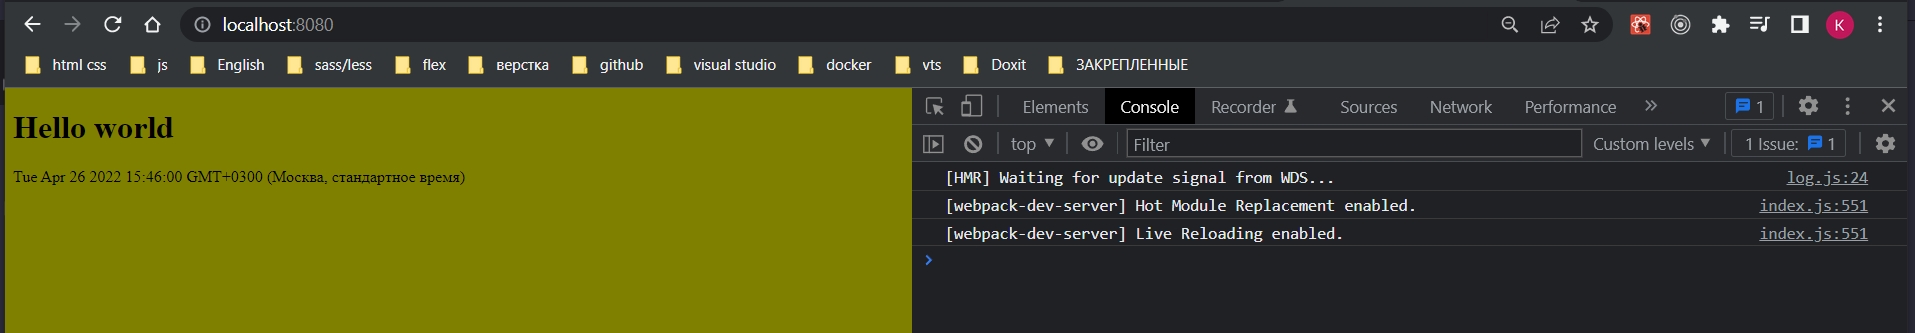 localhost:8080
K
html css js English sass/less flex верстка github visual studio docker vts Doxit ЗАКРЕПЛЕННЫЕ
Hello world
Tue Apr 26 2022 15:46:00 GMT+0300 (Москва, стандартное время)
Elements Console Recorder Sources Network Performance 1
top Filter Custom levels 1 Issue: 1
[HMR] Waiting for update signal from WDS... log.js:24
[webpack-dev-server] Hot Module Replacement enabled. index.js:551
[webpack-dev-server] Live Reloading enabled. index.js:551